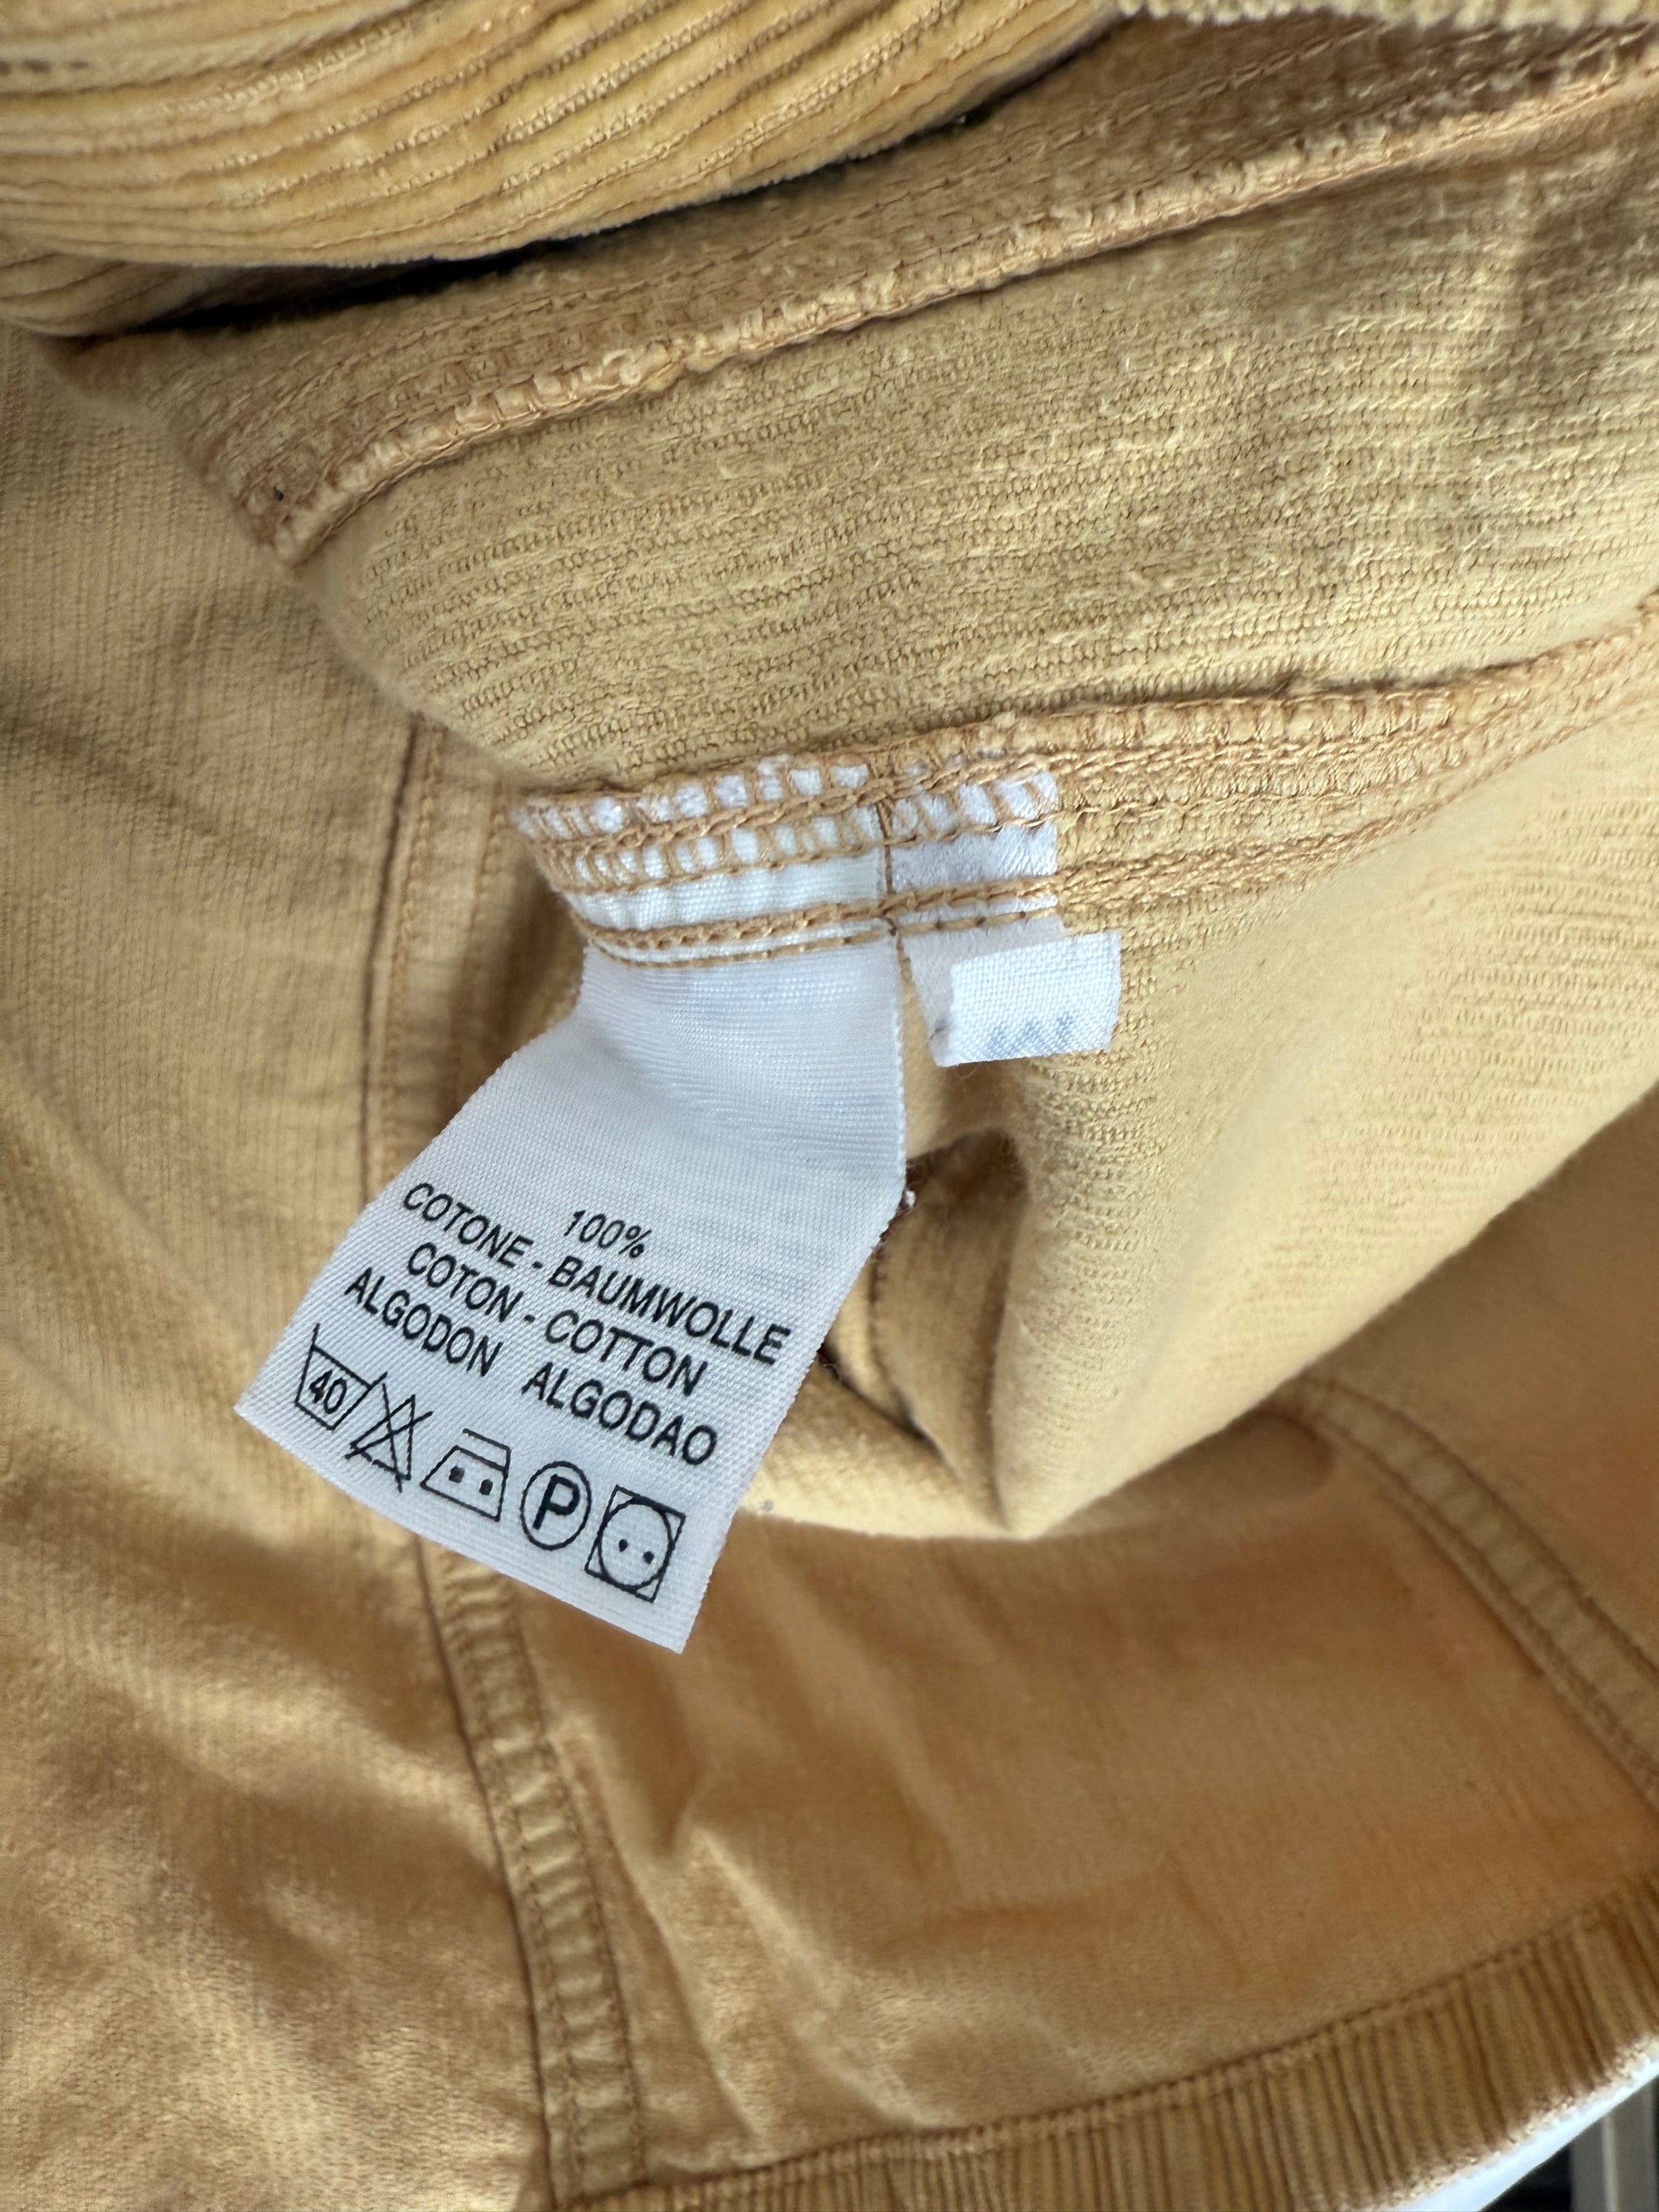 100%
COTONE - BAUMWOLLE
COTON - COTTON
ALGODON ALGODAO
40
P